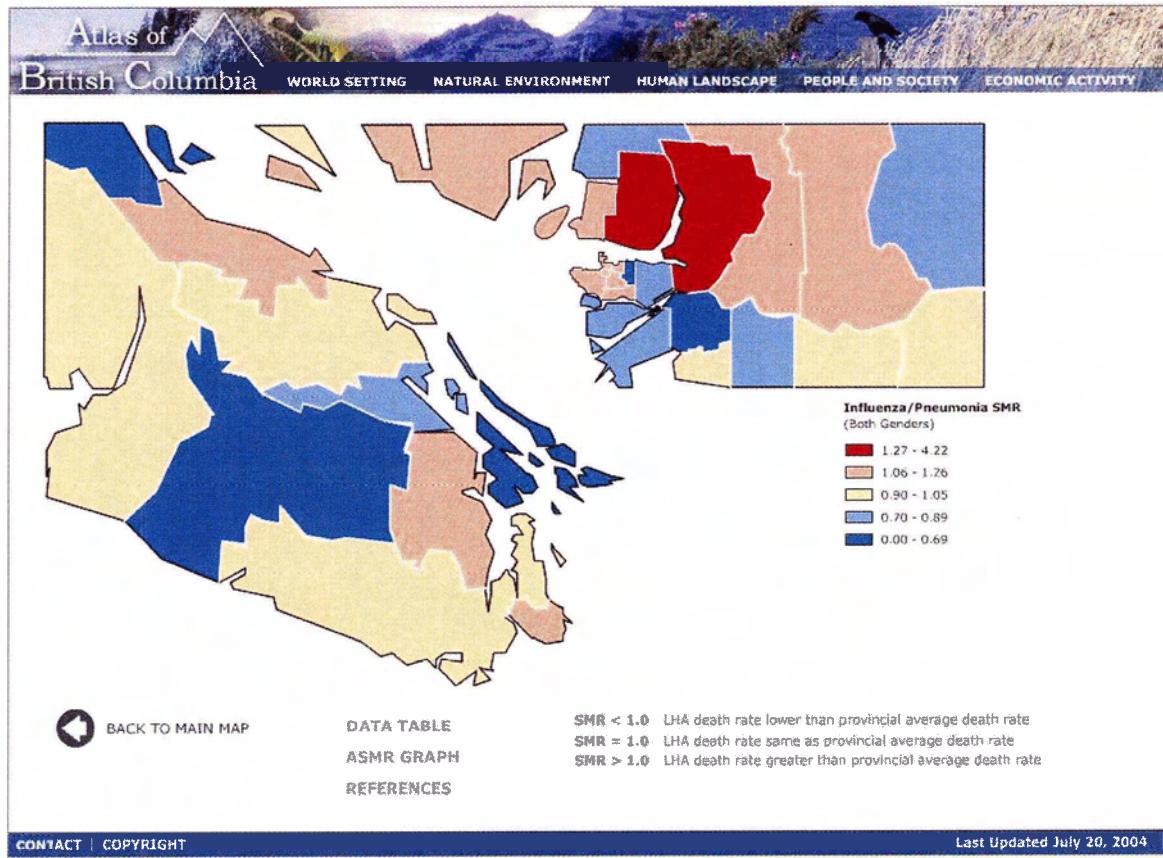 Atlas of
British Columbia
WORLD SETTING NATURAL ENVIRONMENT HUMAN LANDSCAPE PEOPLE AND SOCIETY ECONOMIC ACTIVITY
Influenza/Pneumonia SMR
(Both Genders)
1.27 - 4.22
1.06 - 1.26
0.90 - 1.05
0.70 - 0.89
0.00 - 0.69
BACK TO MAIN MAP
DATA TABLE
ASMR GRAPH
REFERENCES
SMR < 1.0 LHA death rate lower than provincial average death rate
SMR = 1.0 LHA death rate same as provincial average death rate
SMR > 1.0 LHA death rate greater than provincial average death rate
CONTACT | COPYRIGHT
Last Updated July 20, 2004